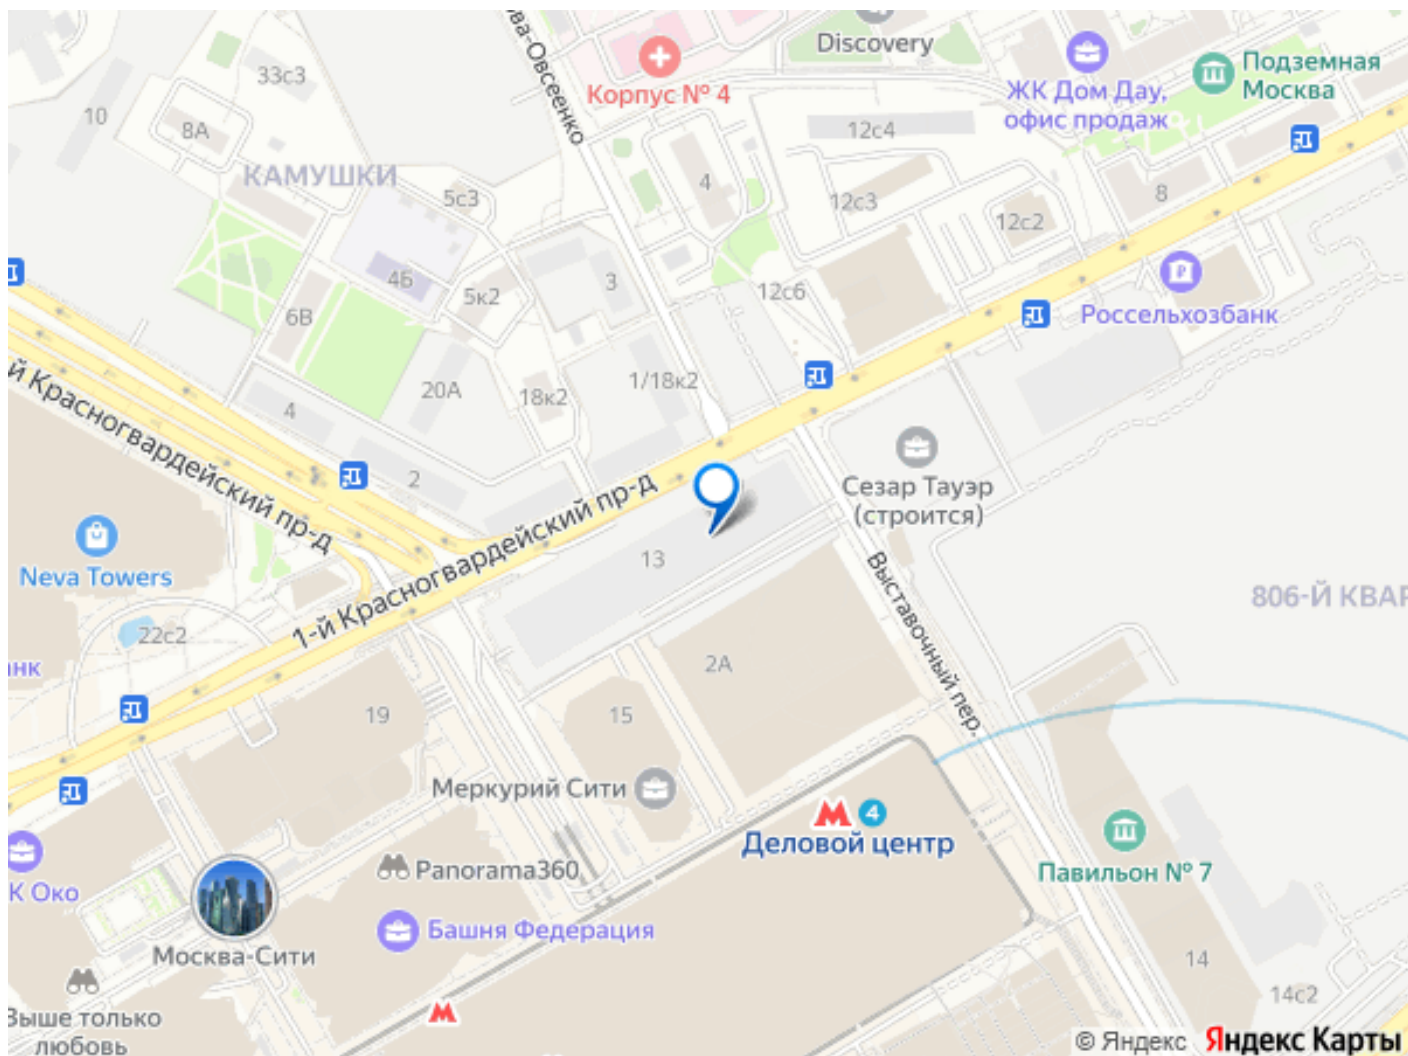 ва-Овсеенко
Discovery
33с3
Корпус № 4
ЖК Дом Дау,
офис продаж
Подземная
Москва
10
8А
12с4
КАМУШКИ
5с3
4
12с3
8
12с2
4Б
5к2
3
12с6
6В
Россельхозбанк
20А
18к2
1/18к2
4
й Красногвардейский пр-д
2
Сезар Тауэр
(строится)
1-й Красногвардейский пр-д
13
Neva Towers
Выставочный пер.
806-Й КВАР
22с2
анк
2А
19
15
Меркурий Сити
4
Деловой центр
Павильон № 7
К Око
Panorama360
Башня Федерация
Москва-Сити
14
14с2
Выше только
любовь
© Яндекс Яндекс Карты